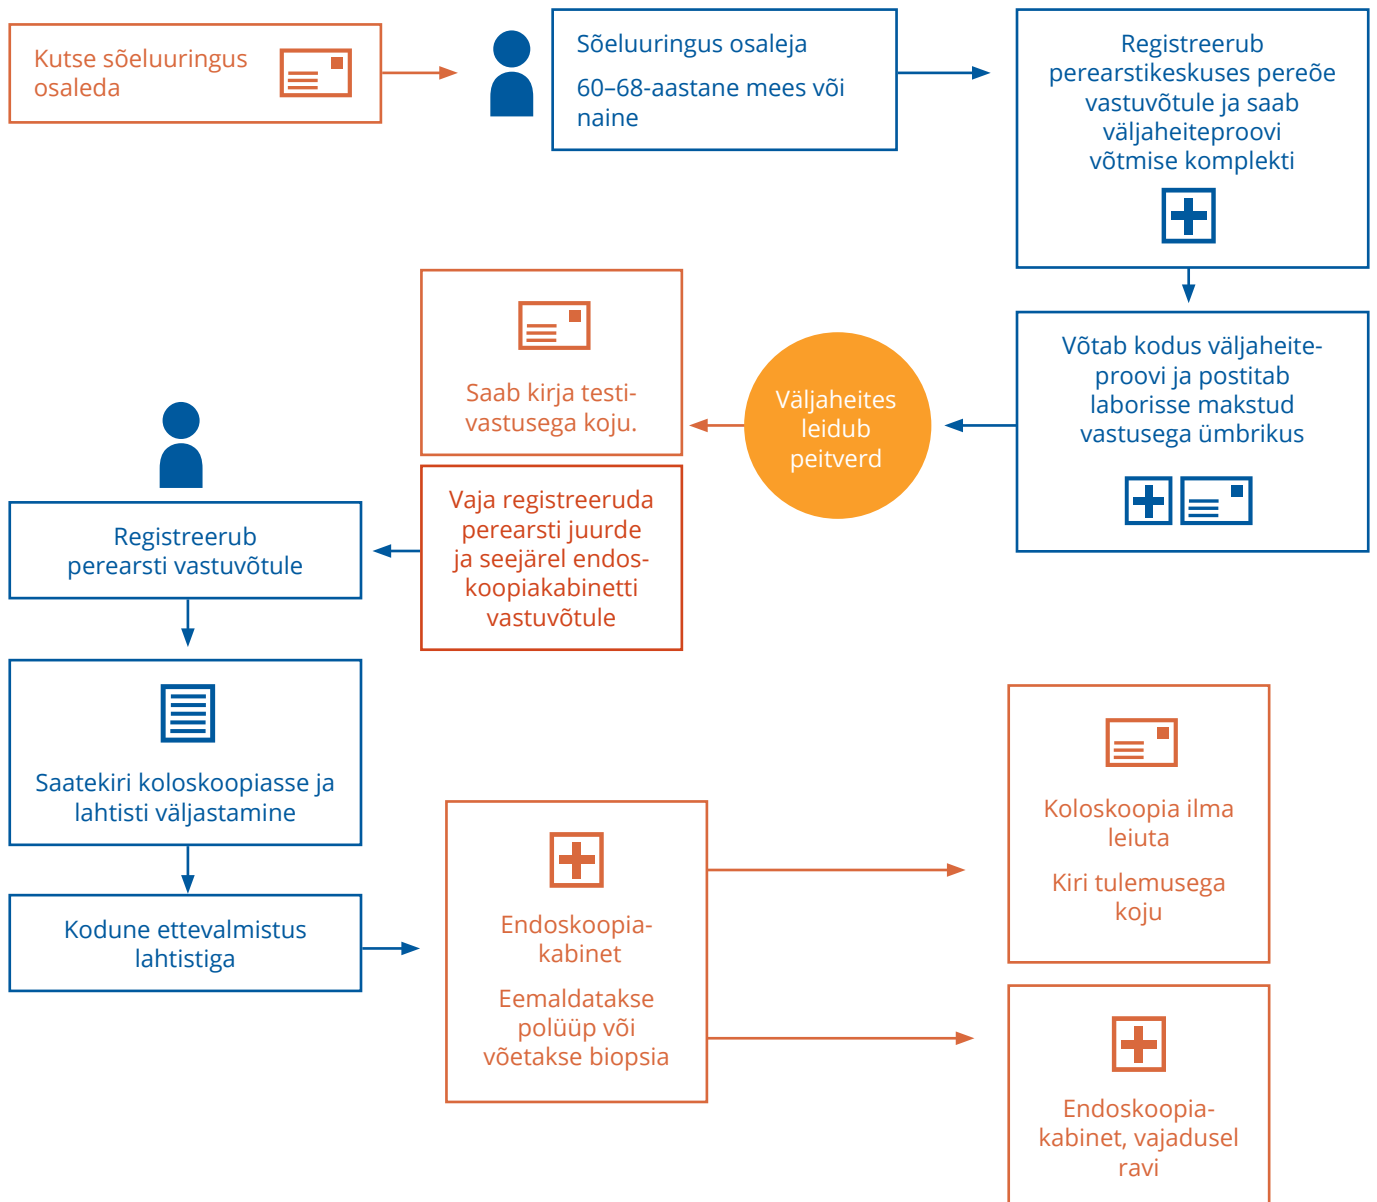 Kutse sõeluuringus
osaleda
Sõeluuringus osaleja
60–68-aastane mees või
naine
Registreerub
perearstikeskuses pereõe
vastuvõtule ja saab
väljaheiteproovi
võtmise komplekti
Võtab kodus väljaheite-
proovi ja postitab
laborisse makstud
vastusega ümbrikus
Väljaheites
leidub
peitverd
Saab kirja testi-
vastusega koju.
Vaja registreeruda
perearsti juurde
ja seejärel endos-
koopiakabinetti
vastuvõtule
Registreerub
perearsti vastuvõtule
Saatekiri koloskoopiasse ja
lahtisti väljastamine
Kodune ettevalmistus
lahtistiga
Endoskoopia-
kabinet
Eemaldatakse
polüüp või
võetakse biopsia
Koloskoopia ilma
leiuta
Kiri tulemusega
koju
Endoskoopia-
kabinet, vajadusel
ravi